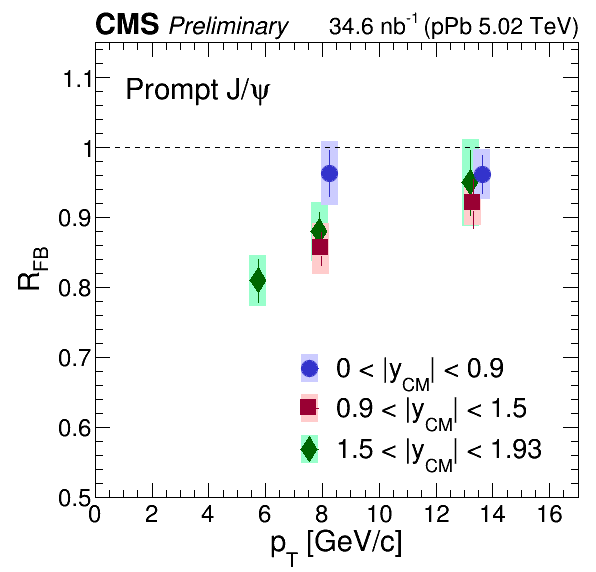 CMS Preliminary 34.6 nb⁻¹ (pPb 5.02 TeV)
Prompt J/ψ
1.1
1
0.9
0.8
0.7
0.6
0.5
R_FB
0 < |y_CM| < 0.9
0.9 < |y_CM| < 1.5
1.5 < |y_CM| < 1.93
0 2 4 6 8 10 12 14 16
p_T [GeV/c]